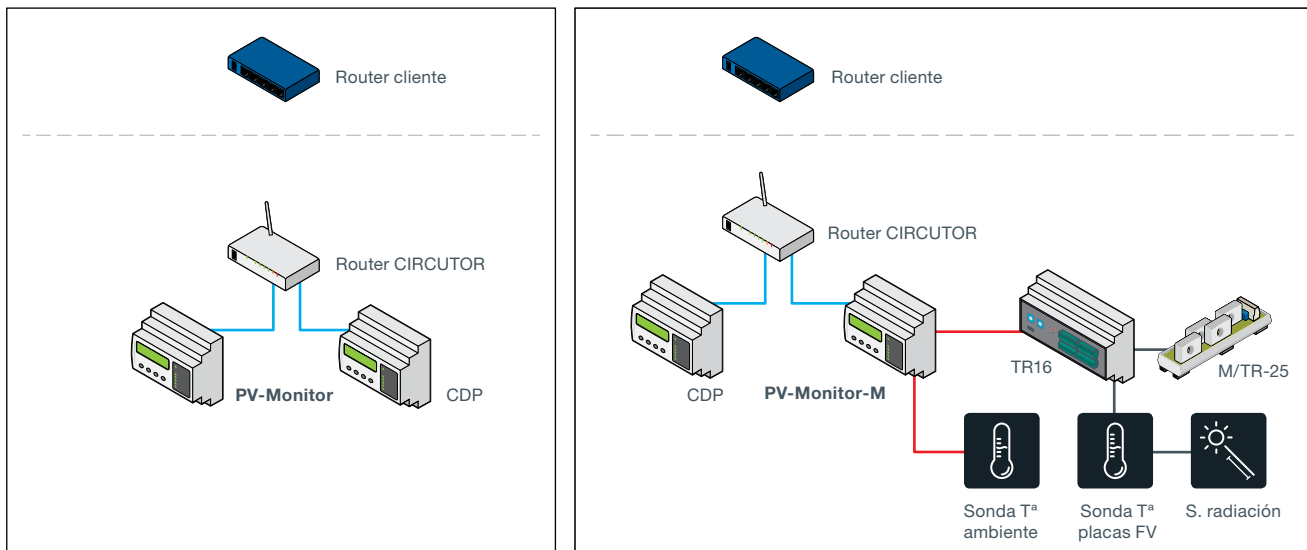 Router cliente
Router CIRCUTOR
PV-Monitor
CDP
Router cliente
Router CIRCUTOR
CDP
PV-Monitor-M
TR16
M/TR-25
Sonda Tª
ambiente
Sonda Tª
placas FV
S. radiación